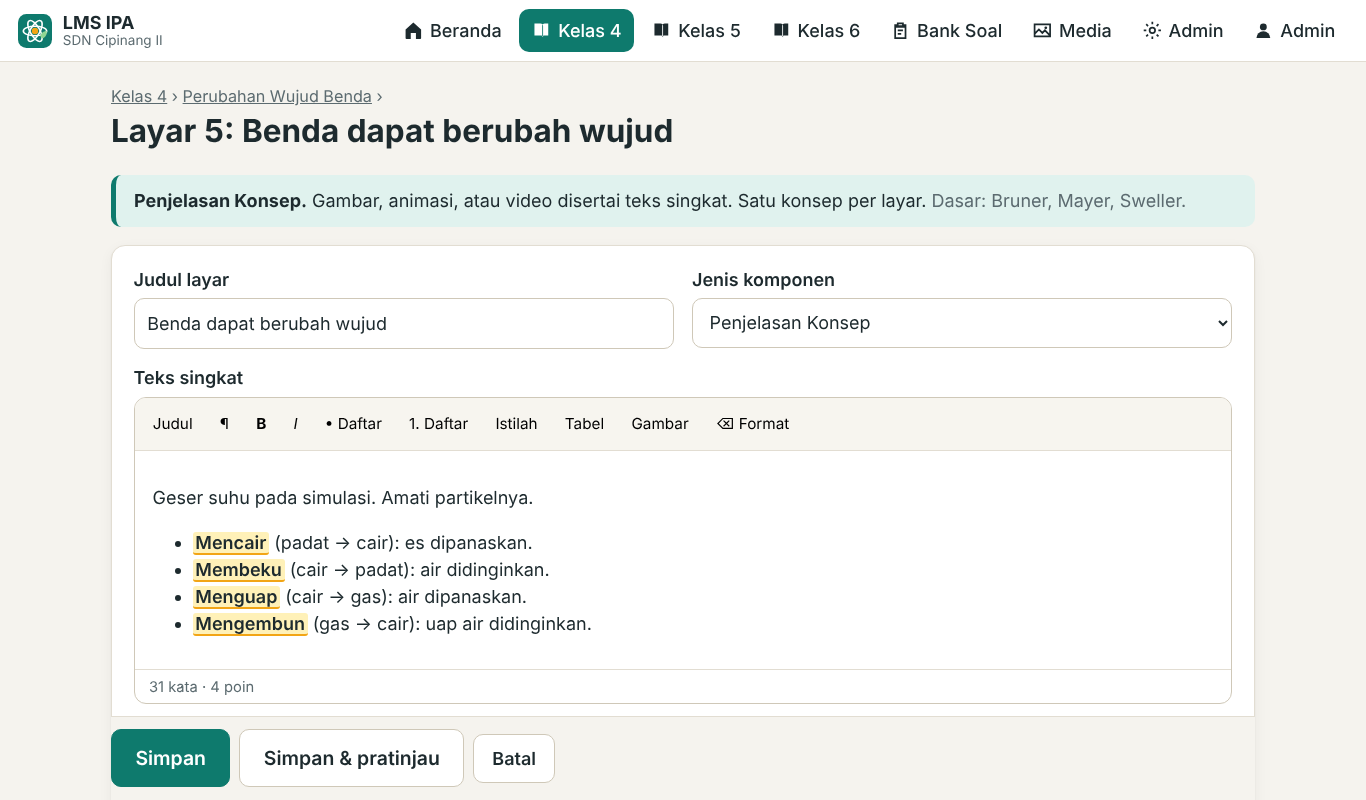 LMS IPA
SDN Cipinang II
Beranda
Kelas 4
Kelas 5
Kelas 6
Bank Soal
Media
Admin
Admin
Kelas 4 › Perubahan Wujud Benda ›
Layar 5: Benda dapat berubah wujud
Penjelasan Konsep. Gambar, animasi, atau video disertai teks singkat. Satu konsep per layar. Dasar: Bruner, Mayer, Sweller.
Judul layar
Benda dapat berubah wujud
Jenis komponen
Penjelasan Konsep
Teks singkat
Judul ¶ B I • Daftar 1. Daftar Istilah Tabel Gambar ⌫ Format
Geser suhu pada simulasi. Amati partikelnya.
• Mencair (padat → cair): es dipanaskan.
• Membeku (cair → padat): air didinginkan.
• Menguap (cair → gas): air dipanaskan.
• Mengembun (gas → cair): uap air didinginkan.
31 kata · 4 poin
Simpan
Simpan & pratinjau
Batal